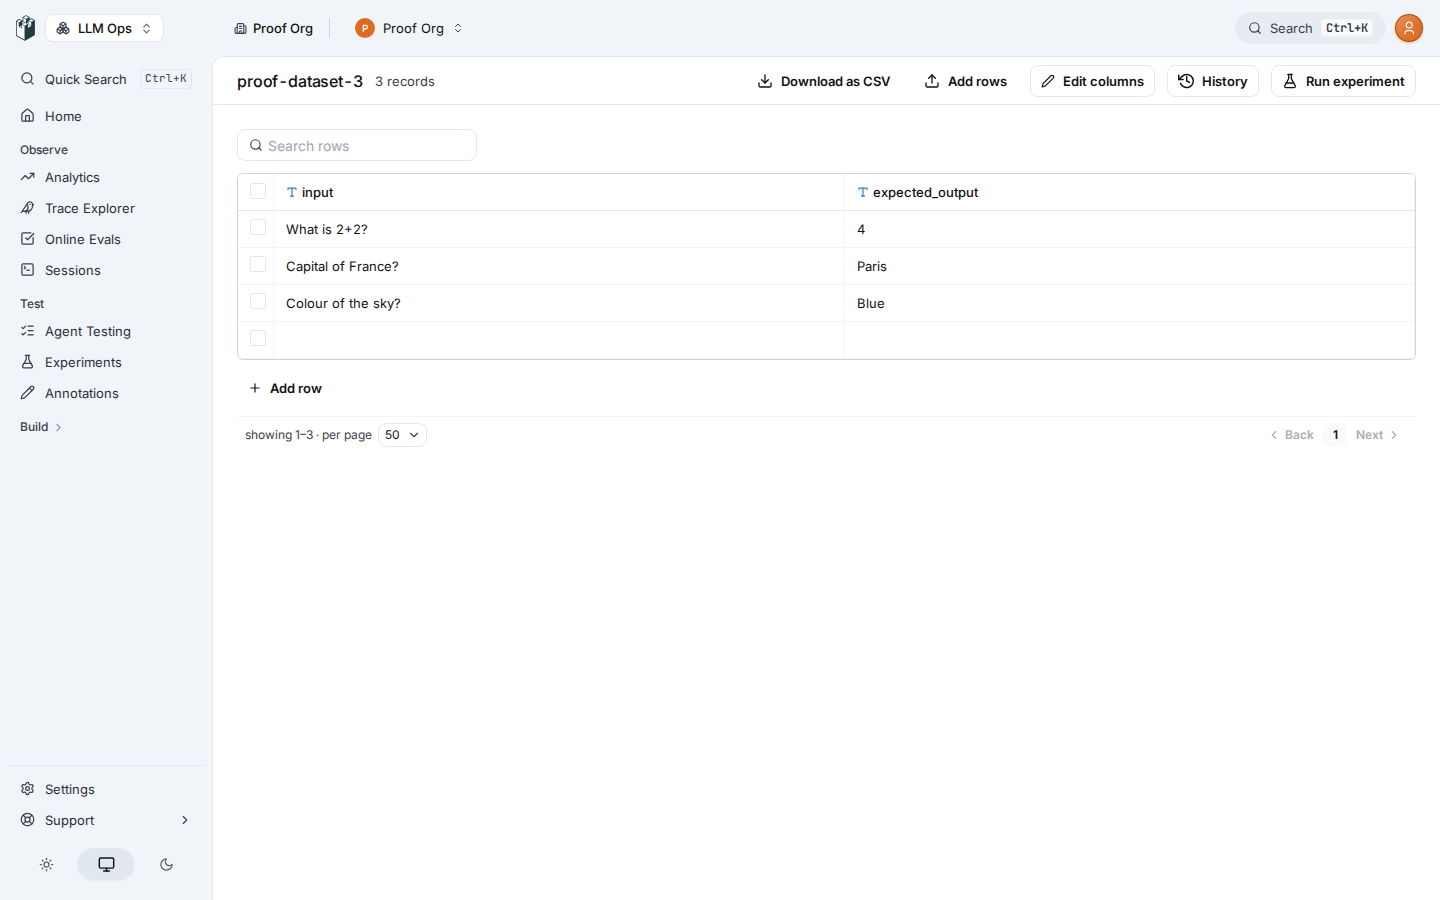 LLM Ops
Proof Org
P Proof Org
Search Ctrl+K
Quick Search Ctrl+K
Home
Observe
Analytics
Trace Explorer
Online Evals
Sessions
Test
Agent Testing
Experiments
Annotations
Build
Settings
Support
proof-dataset-3 3 records
Download as CSV
Add rows
Edit columns
History
Run experiment
Search rows
input expected_output
What is 2+2? 4
Capital of France? Paris
Colour of the sky? Blue
Add row
showing 1–3 · per page 50
Back 1 Next